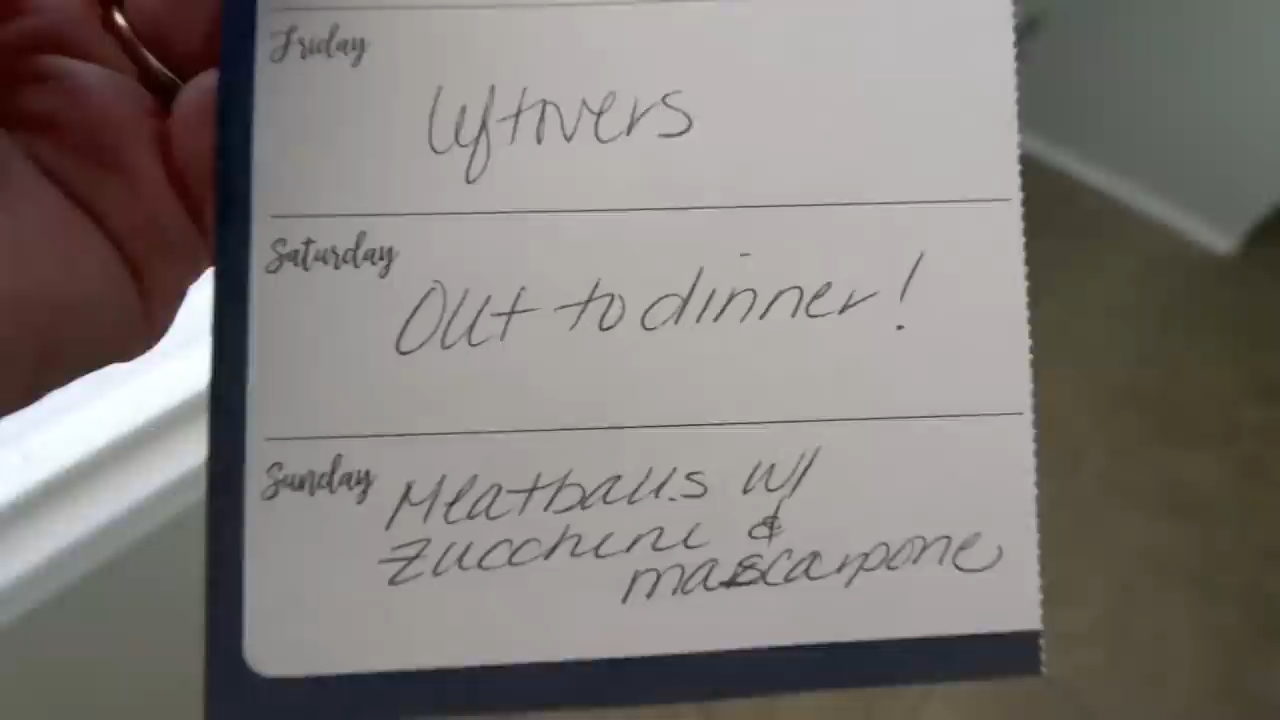 Friday
Leftovers
Saturday
Out to dinner!
Sunday
Meatballs w/
zucchini &
mascarpone